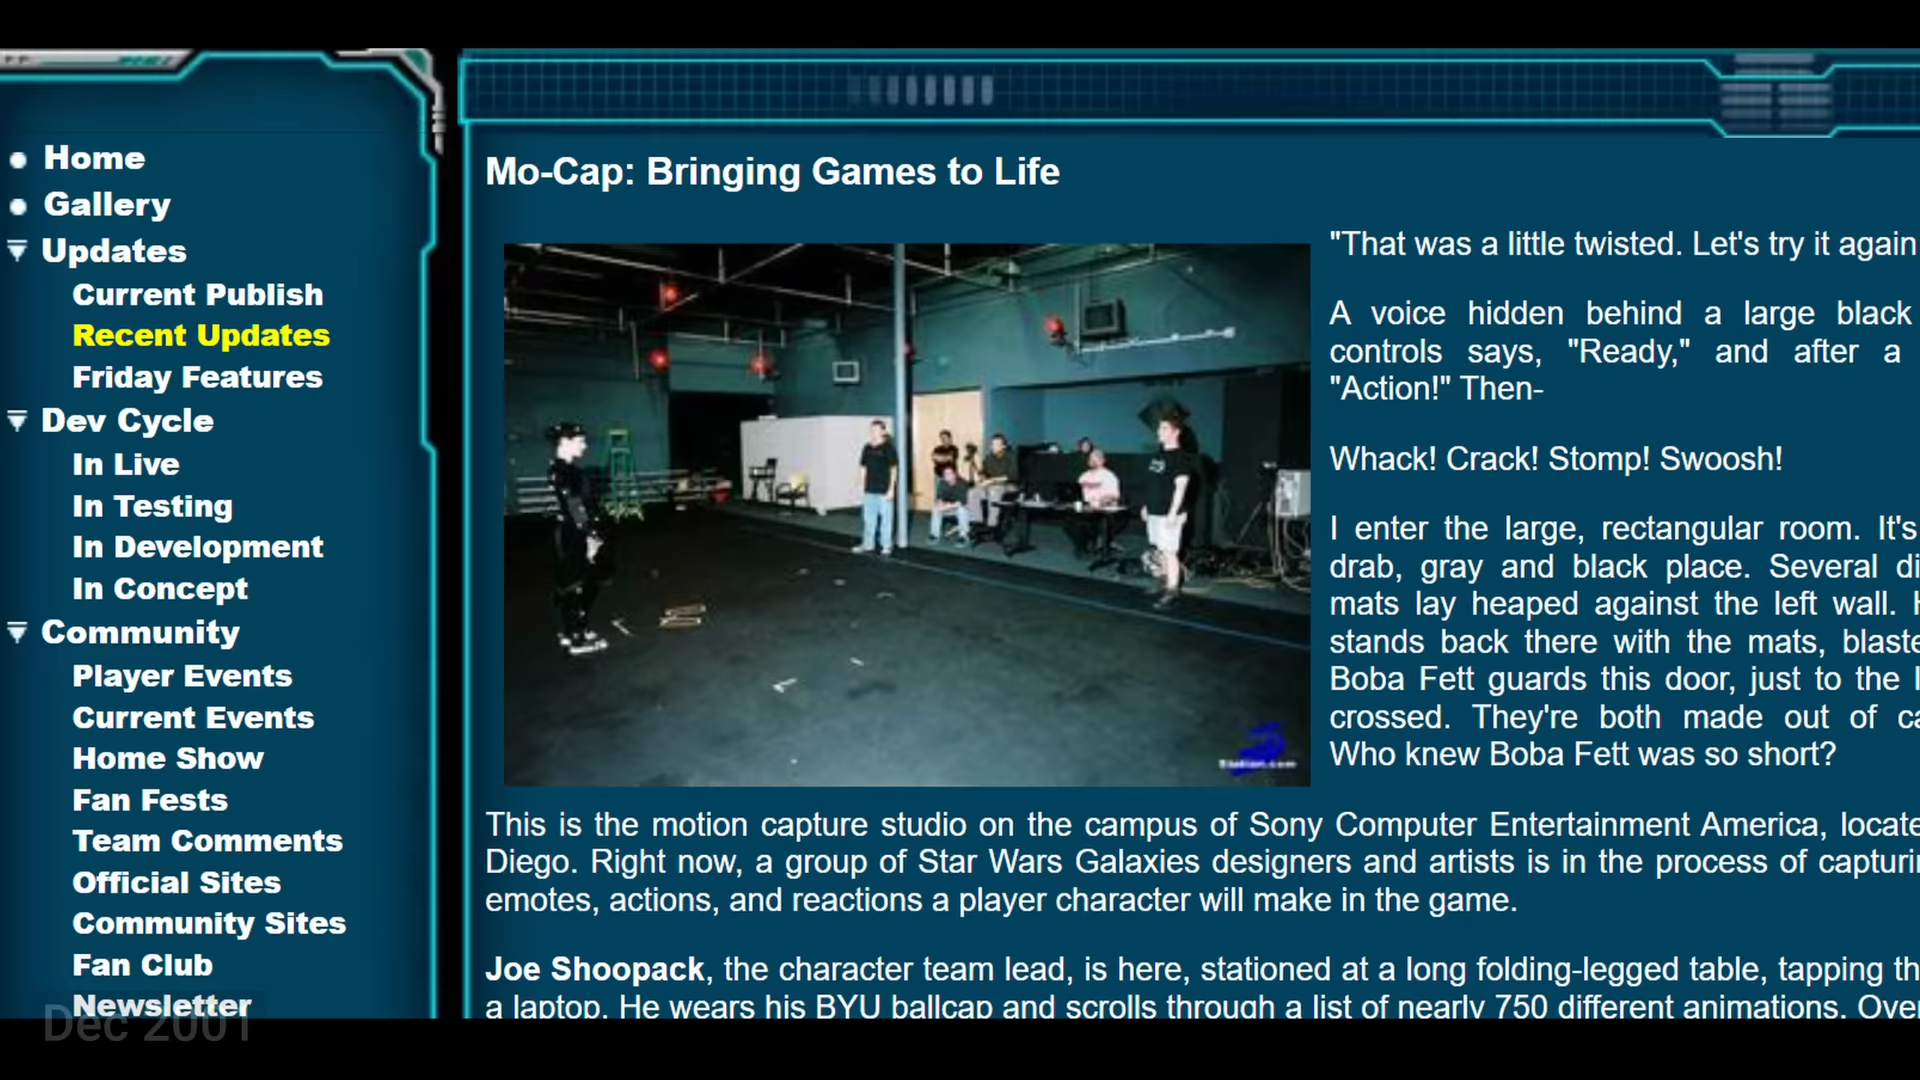 Home
Gallery
Updates
Current Publish
Recent Updates
Friday Features
Dev Cycle
In Live
In Testing
In Development
In Concept
Community
Player Events
Current Events
Home Show
Fan Fests
Team Comments
Official Sites
Community Sites
Fan Club
Newsletter
Dec 2001
Mo-Cap: Bringing Games to Life
"That was a little twisted. Let's try it again
A voice hidden behind a large black
controls says, "Ready," and after a
"Action!" Then-
Whack! Crack! Stomp! Swoosh!
I enter the large, rectangular room. It's
drab, gray and black place. Several
mats lay heaped against the left wall.
stands back there with the mats,
Boba Fett guards this door, just to the
crossed. They're both made out of
Who knew Boba Fett was so short?
Station.com
This is the motion capture studio on the campus of Sony Computer Entertainment America,
Diego. Right now, a group of Star Wars Galaxies designers and artists is in the process of
emotes, actions, and reactions a player character will make in the game.
Joe Shoopack, the character team lead, is here, stationed at a long folding-legged table, tapping
a laptop. He wears his BYU ballcap and scrolls through a list of nearly 750 different animations.